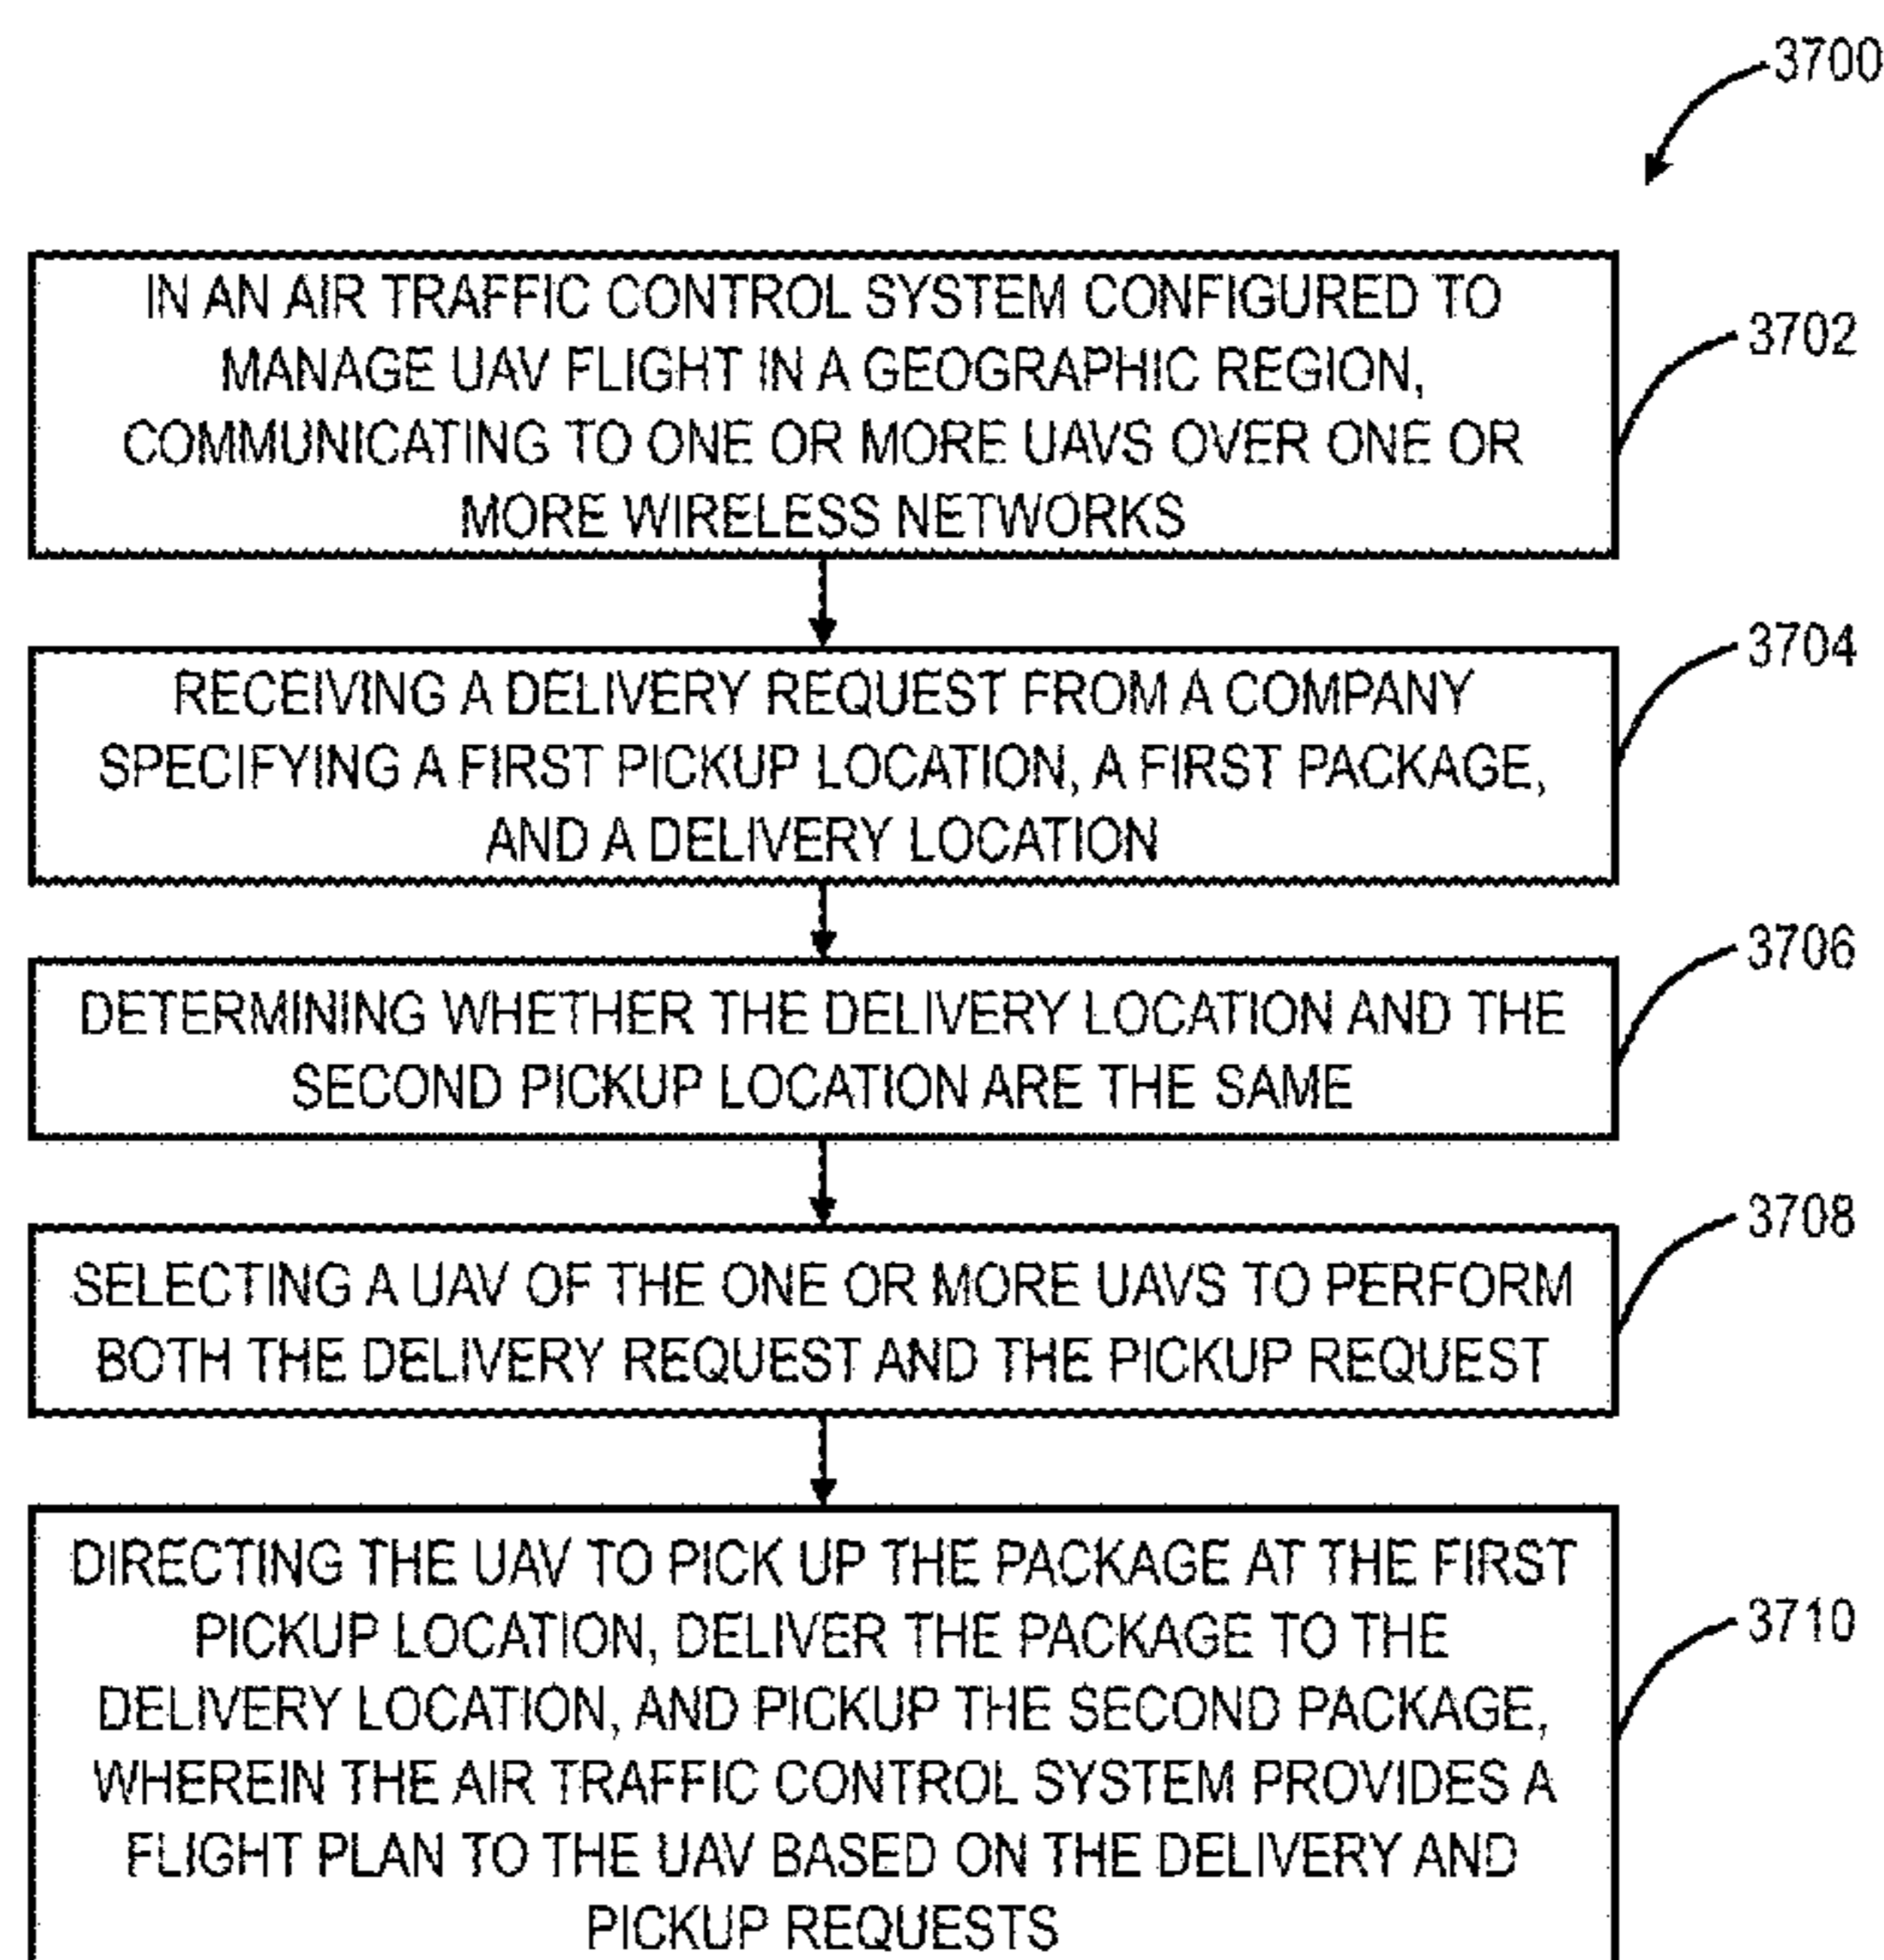 3700
IN AN AIR TRAFFIC CONTROL SYSTEM CONFIGURED TO
MANAGE UAV FLIGHT IN A GEOGRAPHIC REGION,
COMMUNICATING TO ONE OR MORE UAVS OVER ONE OR
MORE WIRELESS NETWORKS
3702
RECEIVING A DELIVERY REQUEST FROM A COMPANY
SPECIFYING A FIRST PICKUP LOCATION, A FIRST PACKAGE,
AND A DELIVERY LOCATION
3704
DETERMINING WHETHER THE DELIVERY LOCATION AND THE
SECOND PICKUP LOCATION ARE THE SAME
3706
SELECTING A UAV OF THE ONE OR MORE UAVS TO PERFORM
BOTH THE DELIVERY REQUEST AND THE PICKUP REQUEST
3708
DIRECTING THE UAV TO PICK UP THE PACKAGE AT THE FIRST
PICKUP LOCATION, DELIVER THE PACKAGE TO THE
DELIVERY LOCATION, AND PICKUP THE SECOND PACKAGE,
WHEREIN THE AIR TRAFFIC CONTROL SYSTEM PROVIDES A
FLIGHT PLAN TO THE UAV BASED ON THE DELIVERY AND
PICKUP REQUESTS
3710